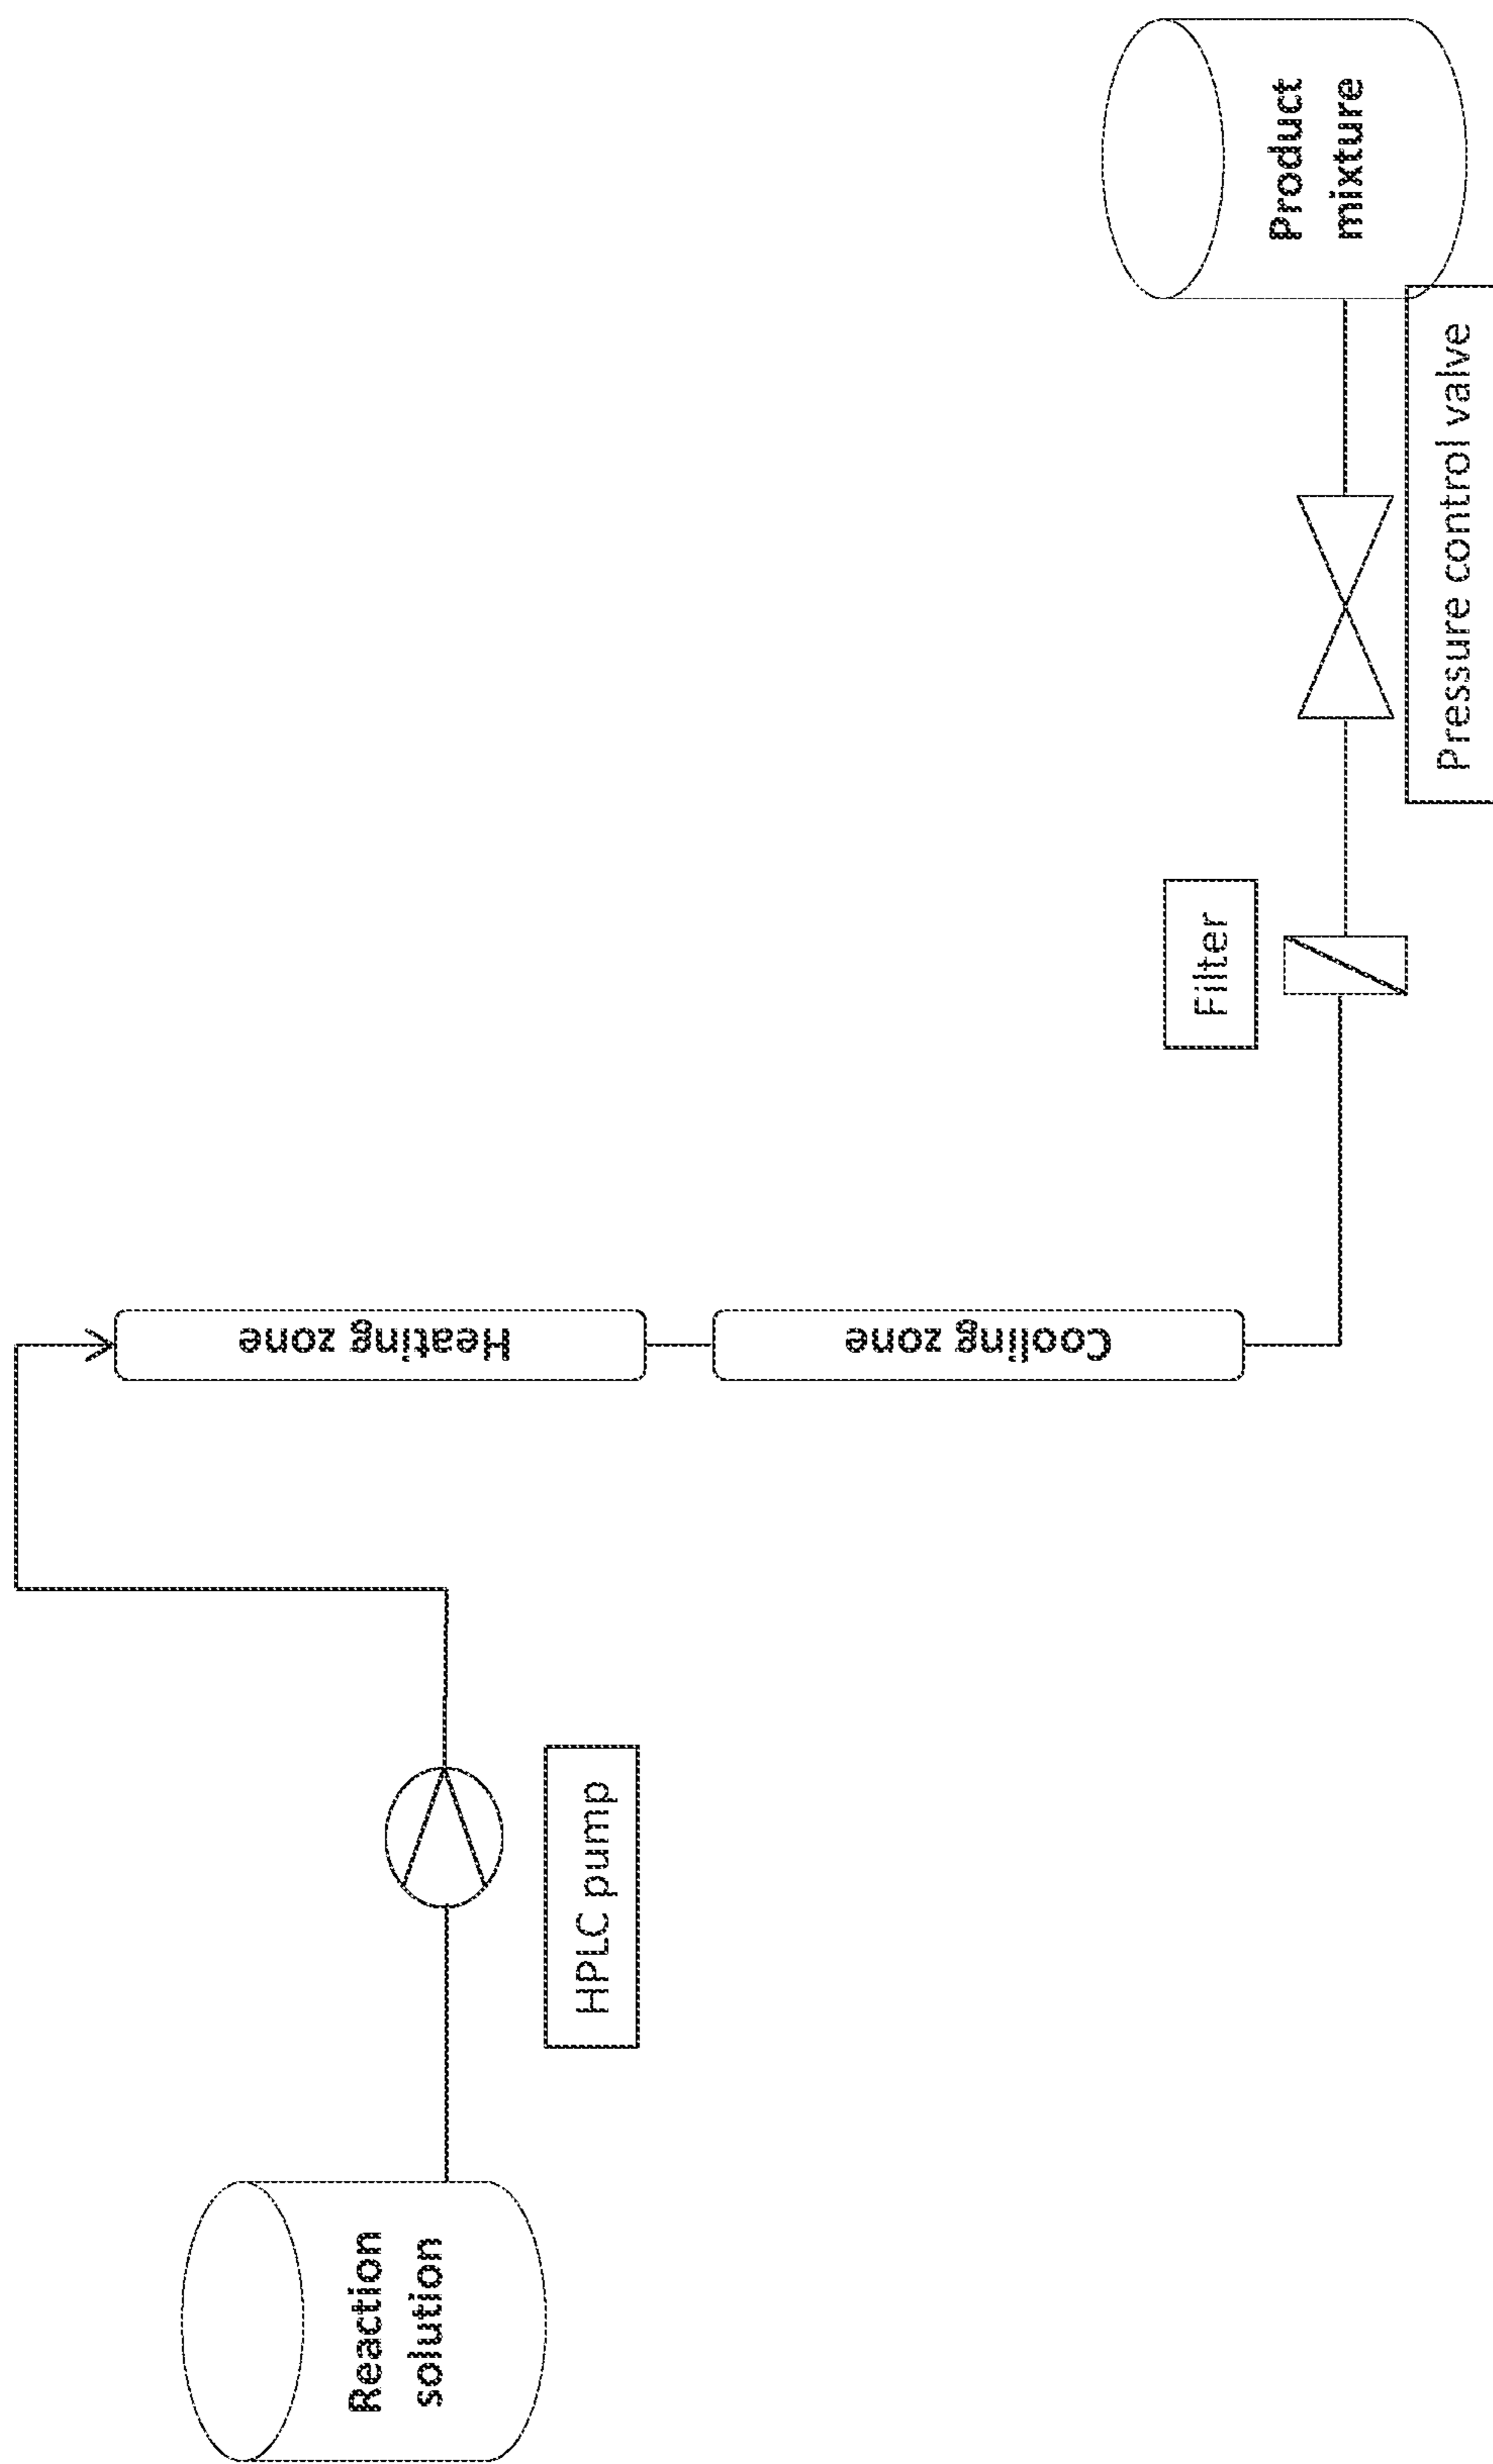 Reaction
solution
HPLC pump
Heating zone
Cooling zone
Filter
Pressure control valve
Product
mixture